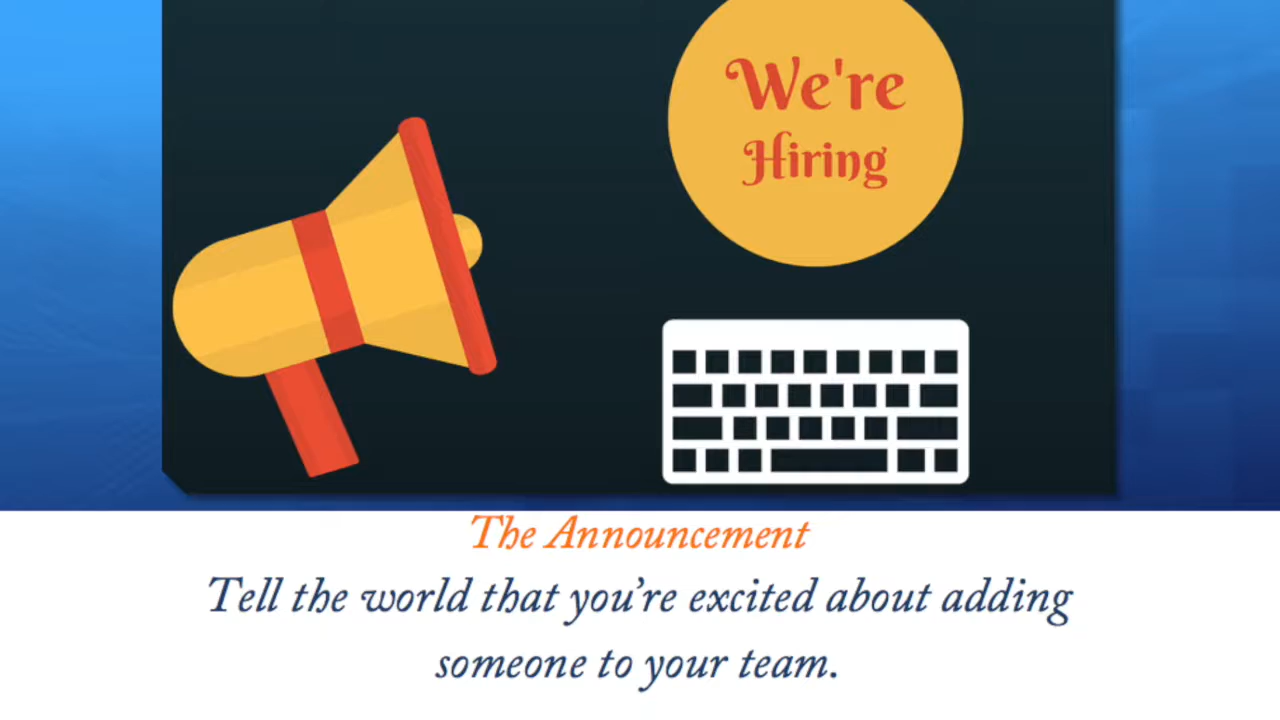 We're
Hiring
The Announcement
Tell the world that you’re excited about adding
someone to your team.